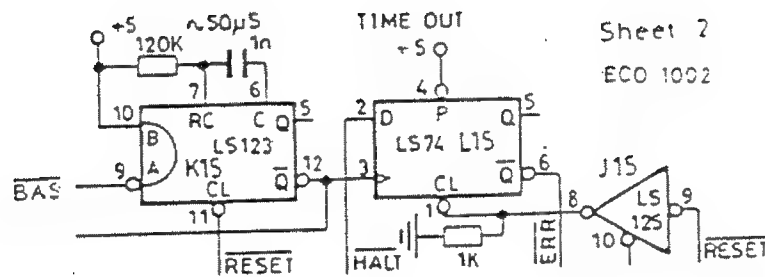 ~50µS
TIME OUT
Sheet 2
+5
120K
1n
+5
ECO 1002
7
6
4
10
B
RC
C
Q
5
2
D
P
Q
5
LS123
LS74
L15
J15
A
K15
9
BAS
CL
Q
12
3
CL
Q
6
8
LS
125
9
11
1
10
RESET
HALT
1K
ERR
RESET